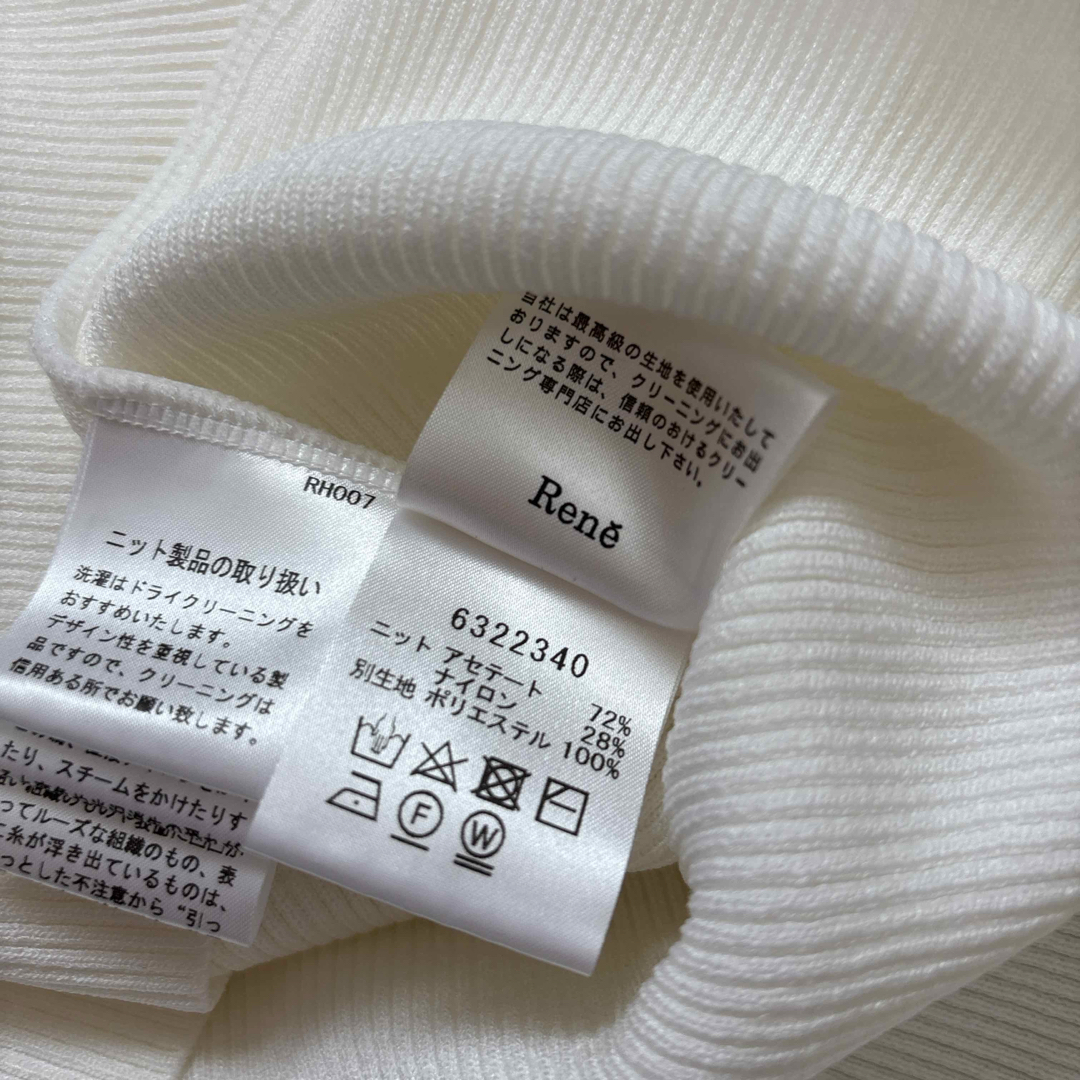 当社は最高級の生地を使用いたして
おりますので、クリーニングにお出
しになる際は、信頼のおけるクリー
ニング専門店にお出し下さい。
René
RH007
ニット製品の取り扱い
洗濯はドライクリーニングを
おすすめいたします。
デザイン性を重視している製
品ですので、クリーニングは
信用ある所でお願い致します。
6322340
ニット アセテート 72%
ナイロン 28%
別生地 ポリエステル 100%
F W
たり、スチームをかけたりす
ってルーズな組織のもの、表
に糸が浮き出ているものは、
っとした不注意から“引っ